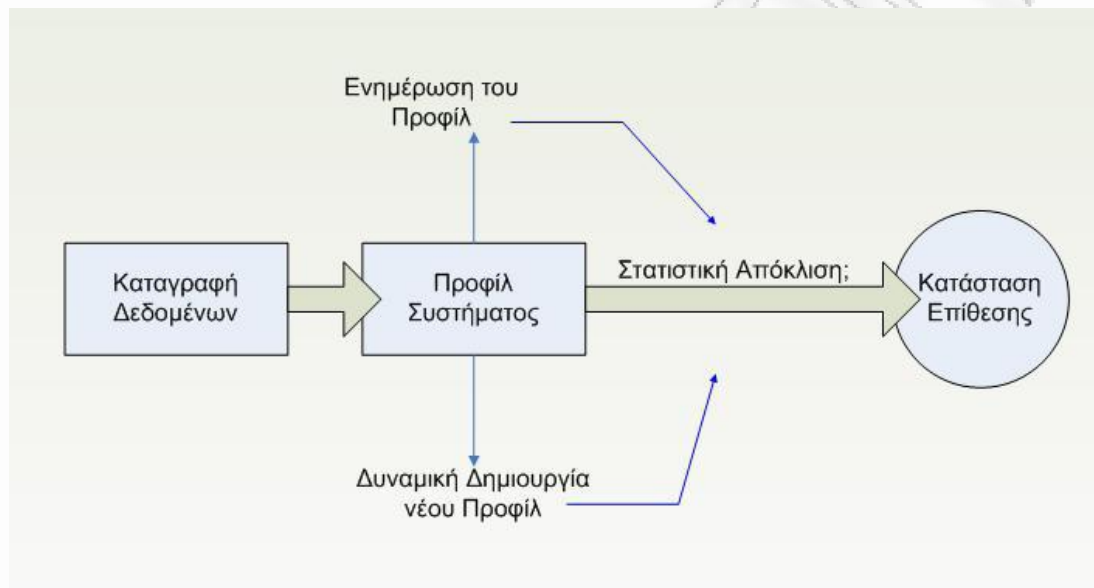 Ενημέρωση του
Προφίλ
Καταγραφή
Δεδομένων
Προφίλ
Συστήματος
Στατιστική Απόκλιση;
Κατάσταση
Επίθεσης
Δυναμική Δημιουργία
νέου Προφίλ